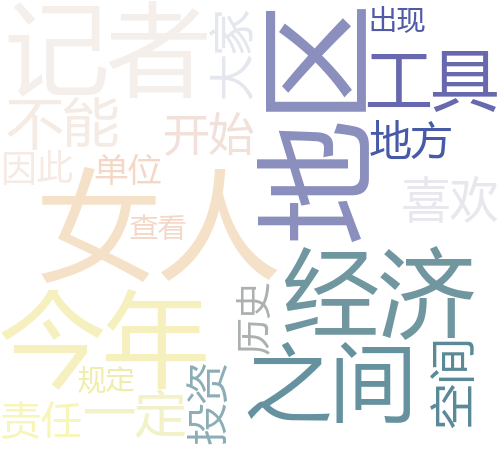 记者
大家
地区
出现
工具
不能
开始
地方
因此
单位
女人
喜欢
查看
经济
今年
历史
之间
空间
规定
投资
责任
一定